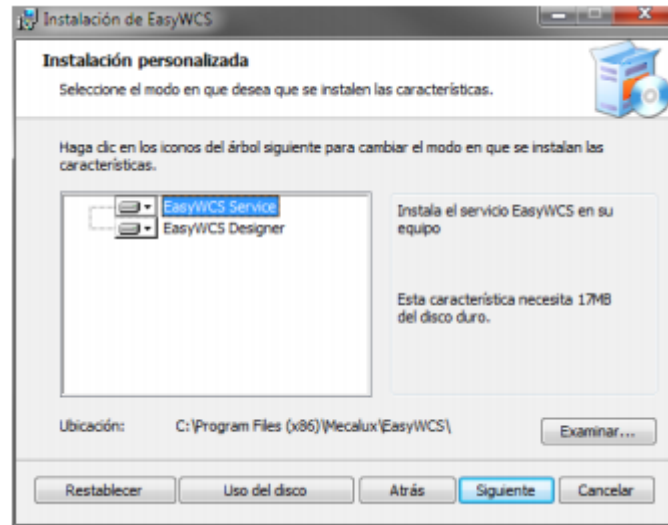 Instalación de EasyWCS
Instalación personalizada
Seleccione el modo en que desea que se instalen las características.
Haga clic en los iconos del árbol siguiente para cambiar el modo en que se instalan las
características.
EasyWCS Service
EasyWCS Designer
Instala el servicio EasyWCS en su
equipo
Esta característica necesita 17MB
del disco duro.
Ubicación: C:\Program Files (x86)\Mecalux\EasyWCS\
Examinar...
Restablecer Uso del disco Atrás Siguiente Cancelar